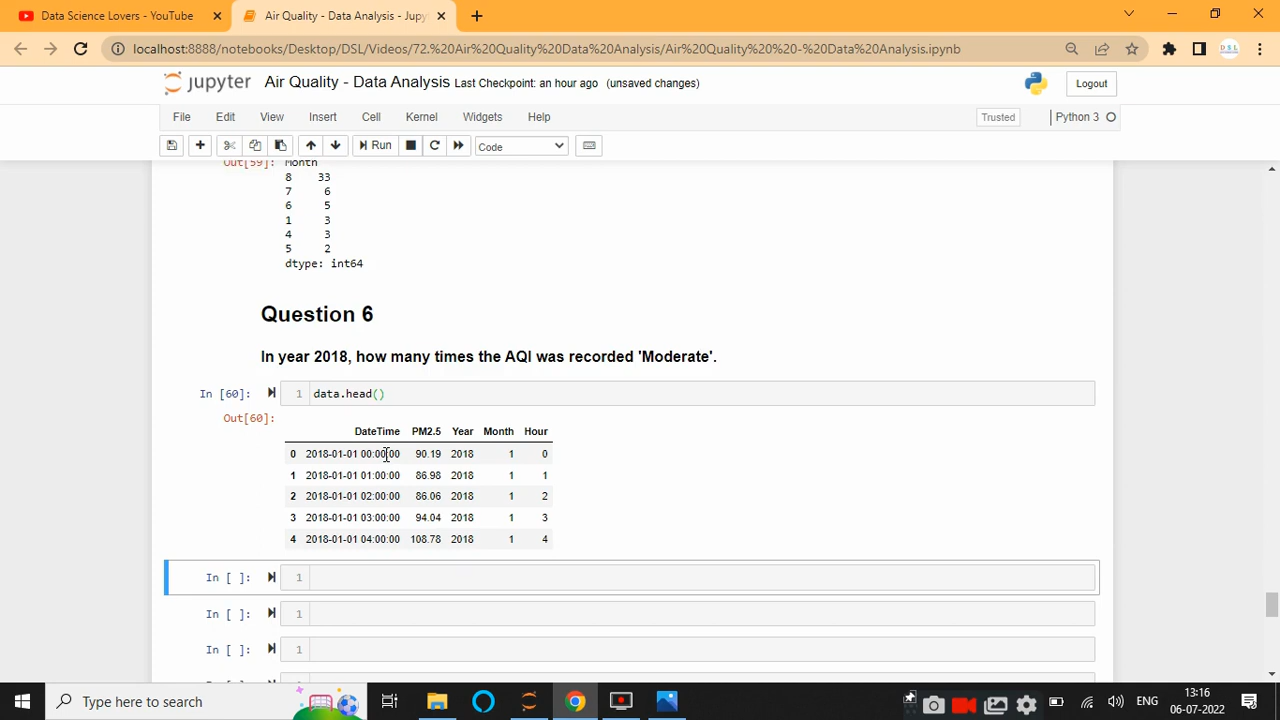 Data Science Lovers - YouTube
Air Quality - Data Analysis - Jupy
localhost:8888/notebooks/Desktop/DSL/Videos/72.%20Air%20Quality%20Data%20Analysis/Air%20Quality%20%20-%20Data%20Analysis.ipynb
jupyter Air Quality - Data Analysis Last Checkpoint: an hour ago (unsaved changes) Logout
File Edit View Insert Cell Kernel Widgets Help Trusted Python 3
Run Code
Out[59]: Month
8 33
7 6
6 5
1 3
4 3
5 2
dtype: int64
Question 6
In year 2018, how many times the AQI was recorded 'Moderate'.
In [60]: 1 data.head()
Out[60]:
DateTime PM2.5 Year Month Hour
0 2018-01-01 00:00:00 90.19 2018 1 0
1 2018-01-01 01:00:00 86.98 2018 1 1
2 2018-01-01 02:00:00 86.06 2018 1 2
3 2018-01-01 03:00:00 94.04 2018 1 3
4 2018-01-01 04:00:00 108.78 2018 1 4
In [ ]: 1
In [ ]: 1
In [ ]: 1
Type here to search
ENG
13:16
06-07-2022